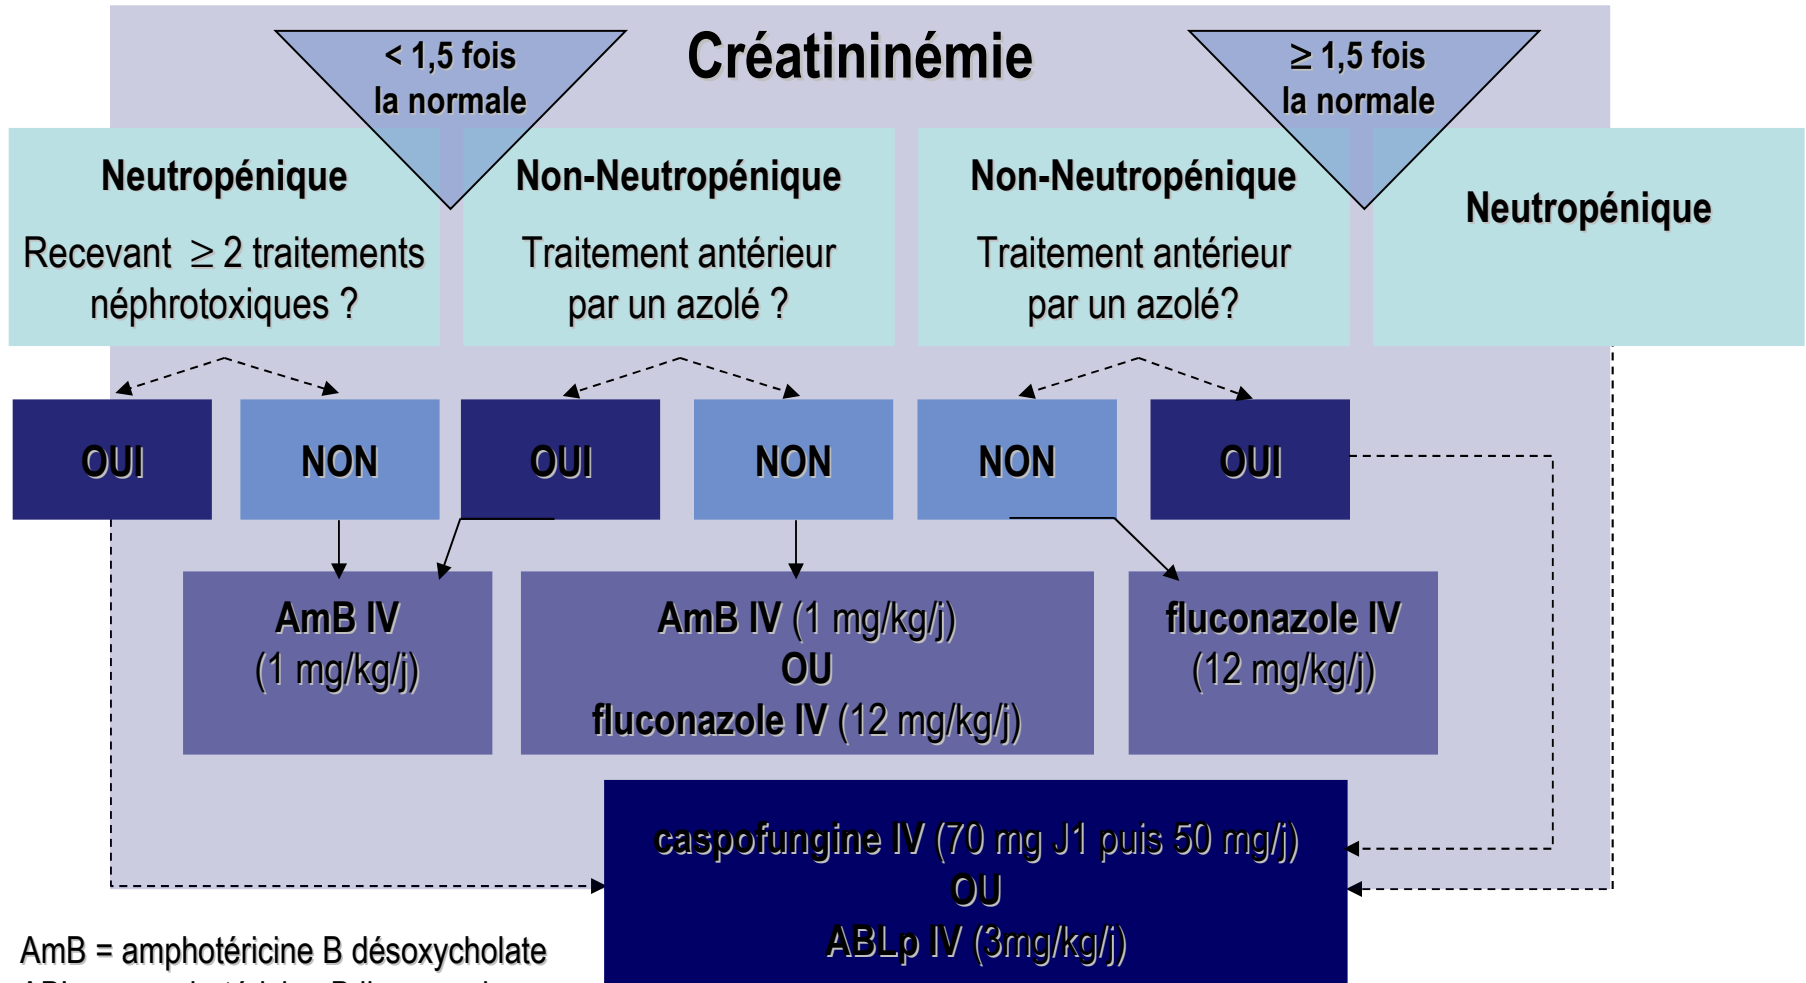 Créatininémie
< 1,5 fois
la normale
≥ 1,5 fois
la normale
Neutropénique
Recevant ≥ 2 traitements
néphrotoxiques ?
Non-Neutropénique
Traitement antérieur
par un azolé ?
Non-Neutropénique
Traitement antérieur
par un azolé?
Neutropénique
OUI
NON
OUI
NON
NON
OUI
AmB IV
(1 mg/kg/j)
AmB IV (1 mg/kg/j)
OU
fluconazole IV (12 mg/kg/j)
fluconazole IV
(12 mg/kg/j)
caspofungine IV (70 mg J1 puis 50 mg/j)
OU
ABLp IV (3mg/kg/j)
AmB = amphotéricine B désoxycholate